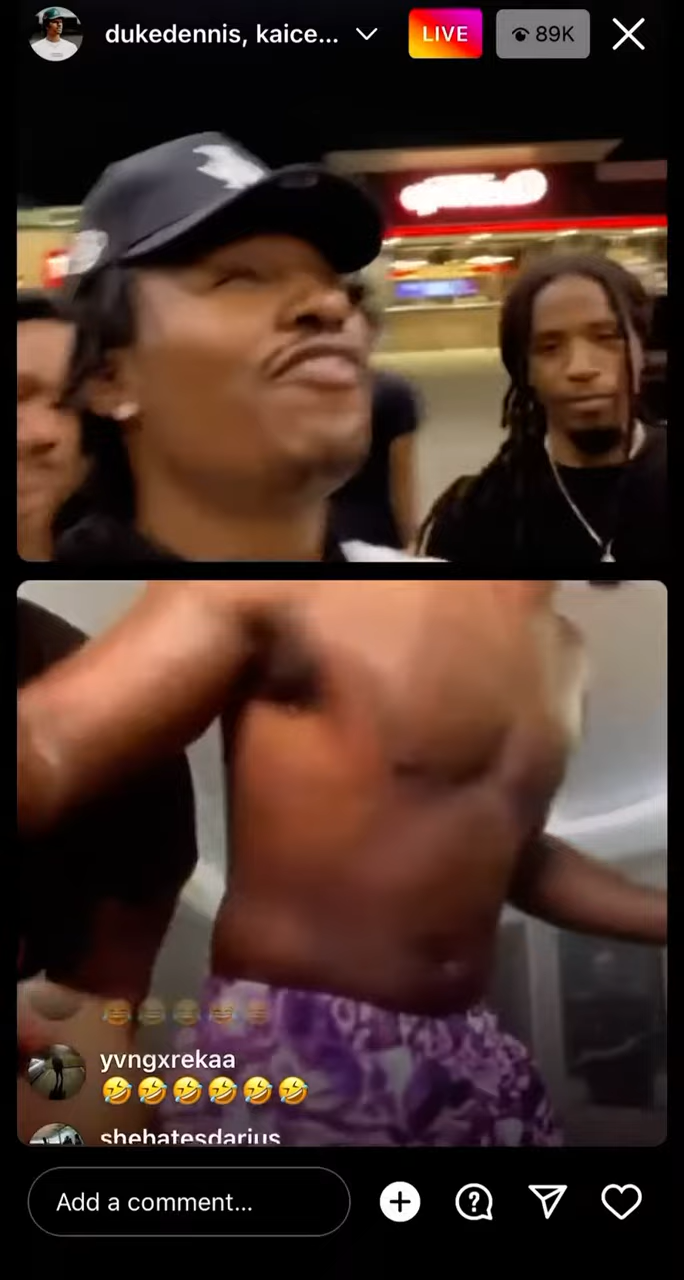 dukedennis, kaice...
LIVE
89K
😂😂😂😂😂
yvngxrekaa
🤣🤣🤣🤣🤣🤣
shehatesdarius
Add a comment...